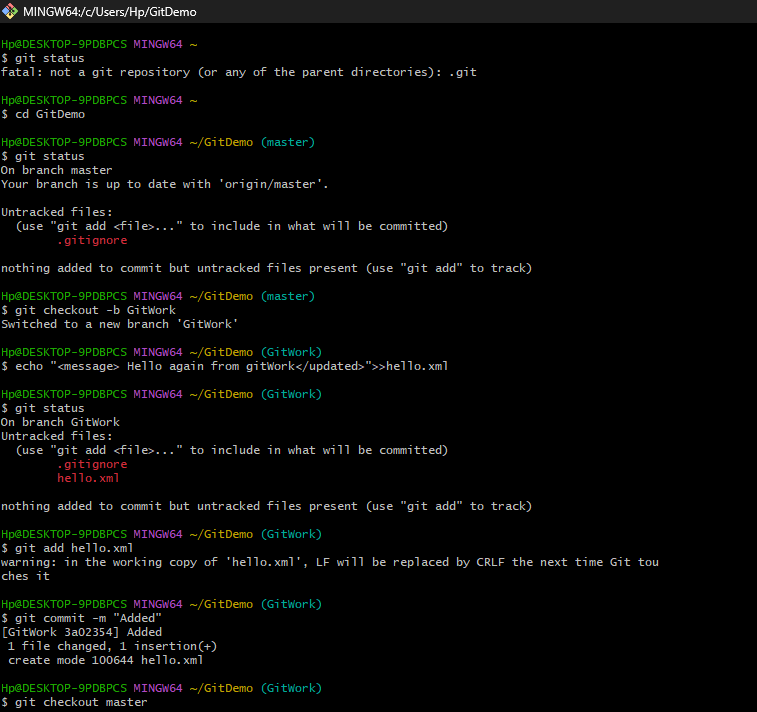 MINGW64:/c/Users/Hp/GitDemo
Hp@DESKTOP-9PDBPCS MINGW64 ~
$ git status
fatal: not a git repository (or any of the parent directories): .git
Hp@DESKTOP-9PDBPCS MINGW64 ~
$ cd GitDemo
Hp@DESKTOP-9PDBPCS MINGW64 ~/GitDemo (master)
$ git status
On branch master
Your branch is up to date with 'origin/master'.
Untracked files:
  (use "git add <file>..." to include in what will be committed)
        .gitignore
nothing added to commit but untracked files present (use "git add" to track)
Hp@DESKTOP-9PDBPCS MINGW64 ~/GitDemo (master)
$ git checkout -b GitWork
Switched to a new branch 'GitWork'
Hp@DESKTOP-9PDBPCS MINGW64 ~/GitDemo (GitWork)
$ echo "<message> Hello again from gitWork</updated>">>hello.xml
Hp@DESKTOP-9PDBPCS MINGW64 ~/GitDemo (GitWork)
$ git status
On branch GitWork
Untracked files:
  (use "git add <file>..." to include in what will be committed)
        .gitignore
        hello.xml
nothing added to commit but untracked files present (use "git add" to track)
Hp@DESKTOP-9PDBPCS MINGW64 ~/GitDemo (GitWork)
$ git add hello.xml
warning: in the working copy of 'hello.xml', LF will be replaced by CRLF the next time Git tou
ches it
Hp@DESKTOP-9PDBPCS MINGW64 ~/GitDemo (GitWork)
$ git commit -m "Added"
[GitWork 3a02354] Added
 1 file changed, 1 insertion(+)
 create mode 100644 hello.xml
Hp@DESKTOP-9PDBPCS MINGW64 ~/GitDemo (GitWork)
$ git checkout master